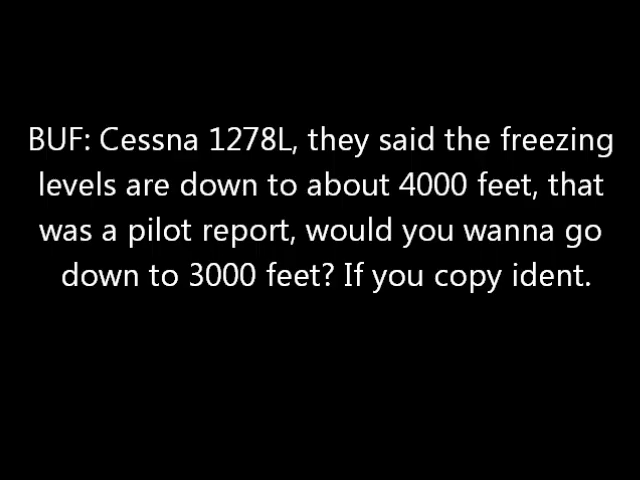 BUF: Cessna 1278L, they said the freezing
levels are down to about 4000 feet, that
was a pilot report, would you wanna go
down to 3000 feet? If you copy ident.